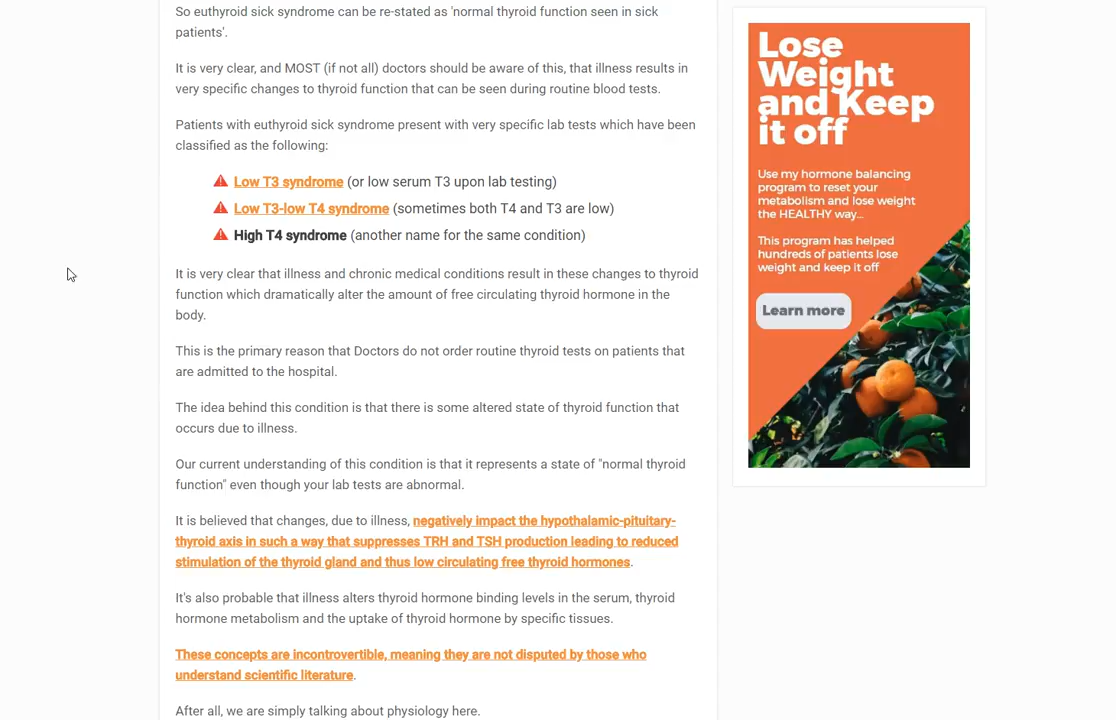 So euthyroid sick syndrome can be re-stated as 'normal thyroid function seen in sick
patients'.
It is very clear, and MOST (if not all) doctors should be aware of this, that illness results in
very specific changes to thyroid function that can be seen during routine blood tests.
Patients with euthyroid sick syndrome present with very specific lab tests which have been
classified as the following:
Low T3 syndrome (or low serum T3 upon lab testing)
Low T3-low T4 syndrome (sometimes both T4 and T3 are low)
High T4 syndrome (another name for the same condition)
It is very clear that illness and chronic medical conditions result in these changes to thyroid
function which dramatically alter the amount of free circulating thyroid hormone in the
body.
This is the primary reason that Doctors do not order routine thyroid tests on patients that
are admitted to the hospital.
The idea behind this condition is that there is some altered state of thyroid function that
occurs due to illness.
Our current understanding of this condition is that it represents a state of "normal thyroid
function" even though your lab tests are abnormal.
It is believed that changes, due to illness, negatively impact the hypothalamic-pituitary-
thyroid axis in such a way that suppresses TRH and TSH production leading to reduced
stimulation of the thyroid gland and thus low circulating free thyroid hormones.
It's also probable that illness alters thyroid hormone binding levels in the serum, thyroid
hormone metabolism and the uptake of thyroid hormone by specific tissues.
These concepts are incontrovertible, meaning they are not disputed by those who
understand scientific literature.
After all, we are simply talking about physiology here.
Lose
Weight
and Keep
it off
Use my hormone balancing
program to reset your
metabolism and lose weight
the HEALTHY way...
This program has helped
hundreds of patients lose
weight and keep it off
Learn more